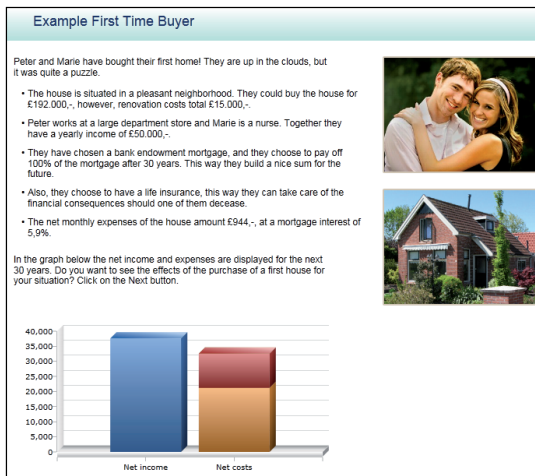 Example First Time Buyer
Peter and Marie have bought their first home! They are up in the clouds, but
it was quite a puzzle.
• The house is situated in a pleasant neighborhood. They could buy the house for
£192.000,-, however, renovation costs total £15.000,-.
• Peter works at a large department store and Marie is a nurse. Together they
have a yearly income of £50.000,-.
• They have chosen a bank endowment mortgage, and they choose to pay off
100% of the mortgage after 30 years. This way they build a nice sum for the
future.
• Also, they choose to have a life insurance, this way they can take care of the
financial consequences should one of them decease.
• The net monthly expenses of the house amount £944,-, at a mortgage interest of
5,9%.
In the graph below the net income and expenses are displayed for the next
30 years. Do you want to see the effects of the purchase of a first house for
your situation? Click on the Next button.
40,000
35,000
30,000
25,000
20,000
15,000
10,000
5,000
0
Net income
Net costs